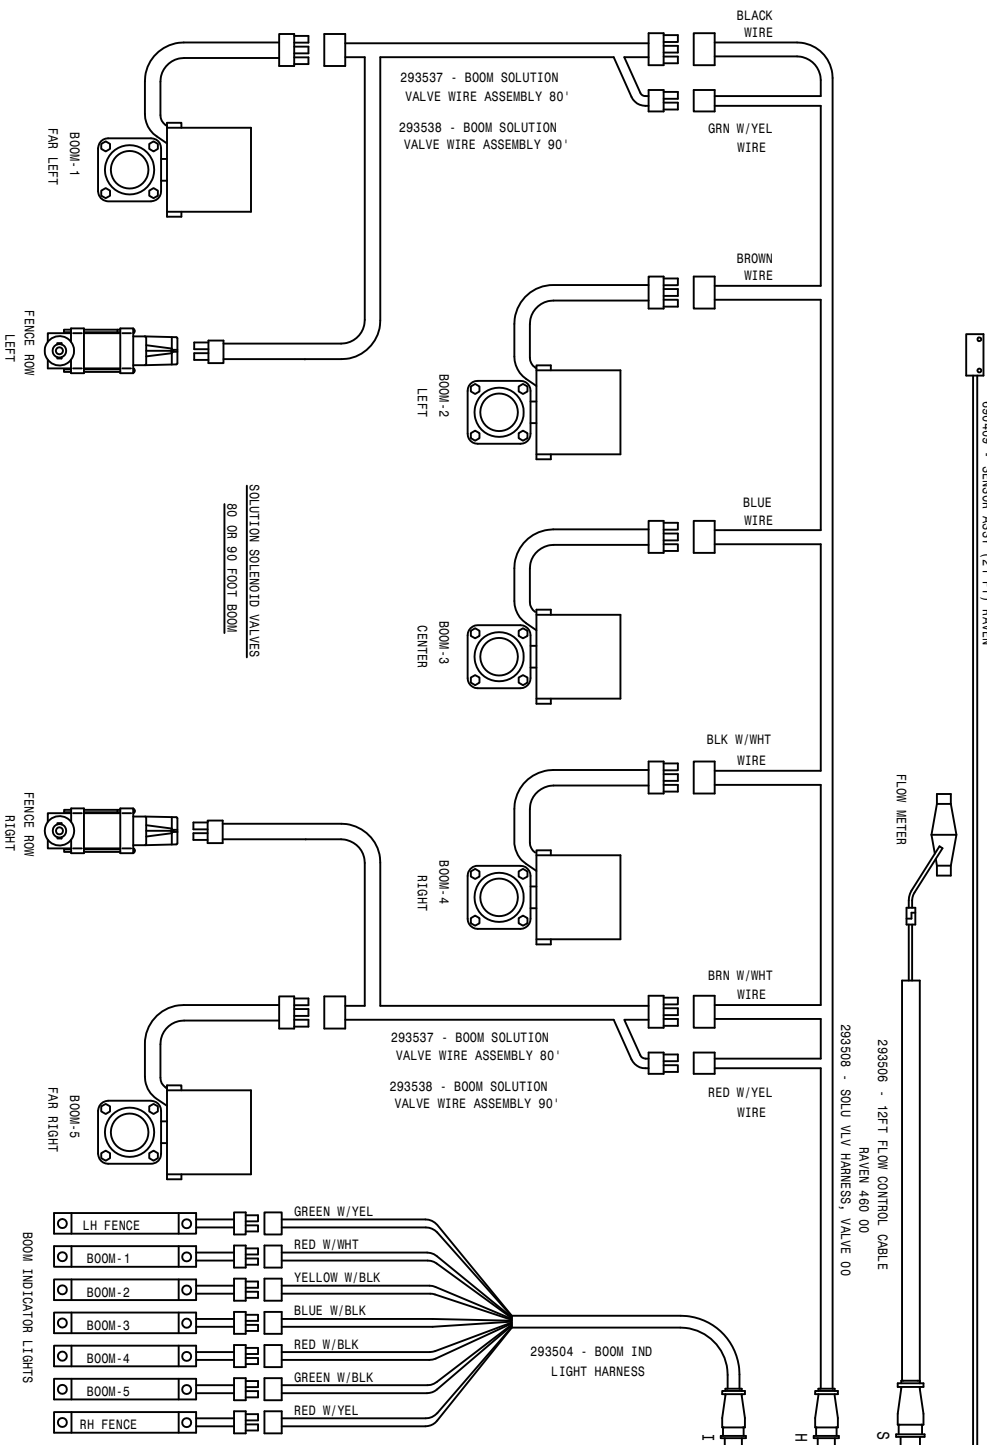 BLACK
WIRE
293537 - BOOM SOLUTION
VALVE WIRE ASSEMBLY 80'
293538 - BOOM SOLUTION
VALVE WIRE ASSEMBLY 90'
GRN W/YEL
WIRE
BOOM-1
FAR LEFT
BROWN
WIRE
FENCE ROW
LEFT
BOOM-2
LEFT
SENSOR ASSY (21 FT) RAVEN
BLUE
WIRE
SOLUTION SOLENOID VALVES
80 OR 90 FOOT BOOM
BOOM-3
CENTER
BLK W/WHT
WIRE
FLOW METER
FENCE ROW
RIGHT
BOOM-4
RIGHT
BRN W/WHT
WIRE
293537 - BOOM SOLUTION
VALVE WIRE ASSEMBLY 80'
293538 - BOOM SOLUTION
VALVE WIRE ASSEMBLY 90'
RED W/YEL
WIRE
293506 - 12FT FLOW CONTROL CABLE
RAVEN 460 00
293508 - SOLU VLV HARNESS, VALVE 00
BOOM-5
FAR RIGHT
BOOM INDICATOR LIGHTS
LH FENCE
GREEN W/YEL
BOOM-1
RED W/WHT
BOOM-2
YELLOW W/BLK
BOOM-3
BLUE W/BLK
BOOM-4
RED W/BLK
BOOM-5
GREEN W/BLK
RH FENCE
RED W/YEL
293504 - BOOM IND
LIGHT HARNESS
I
H
S